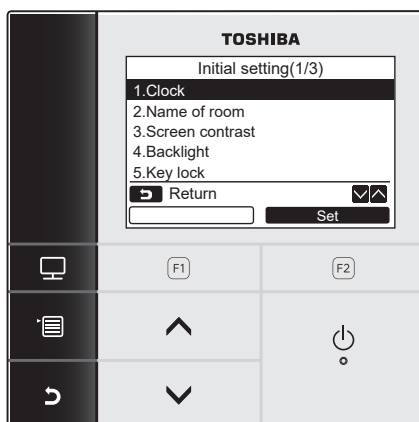 TOSHIBA
Initial setting(1/3)
1.Clock
2.Name of room
3.Screen contrast
4.Backlight
5.Key lock
Return
Set
F1
F2